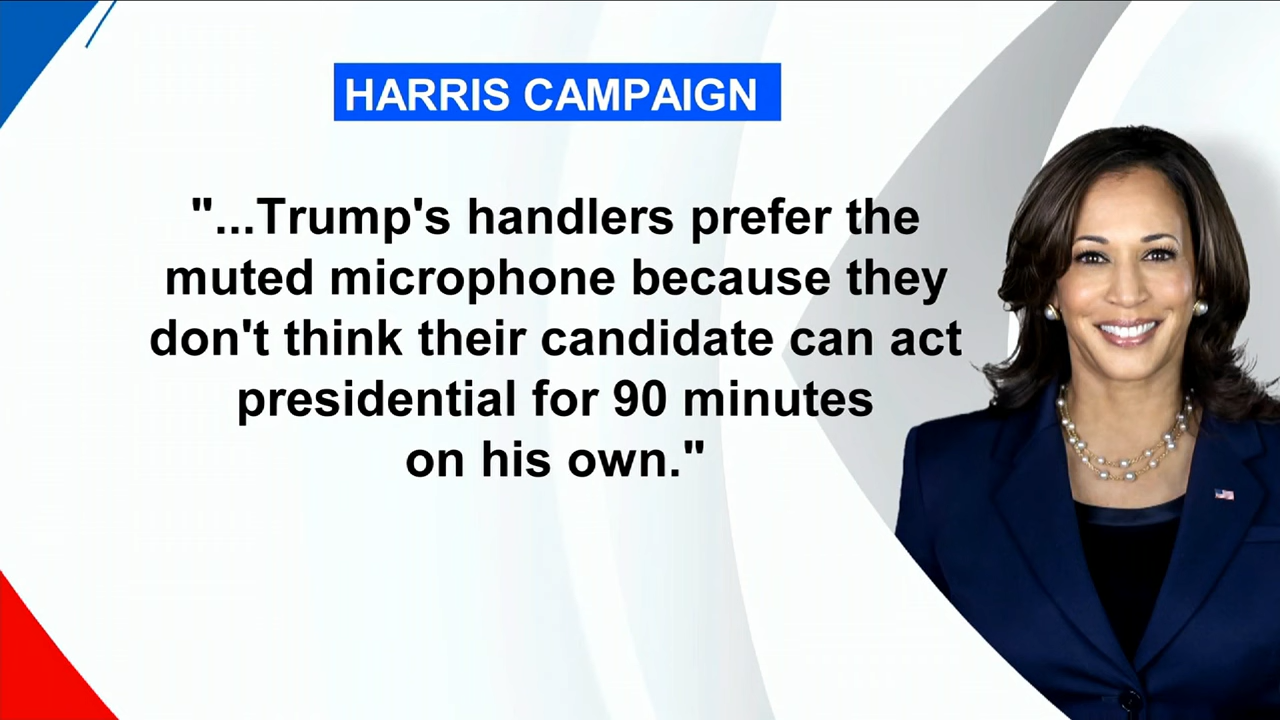 HARRIS CAMPAIGN
"...Trump's handlers prefer the
muted microphone because they
don't think their candidate can act
presidential for 90 minutes
on his own."